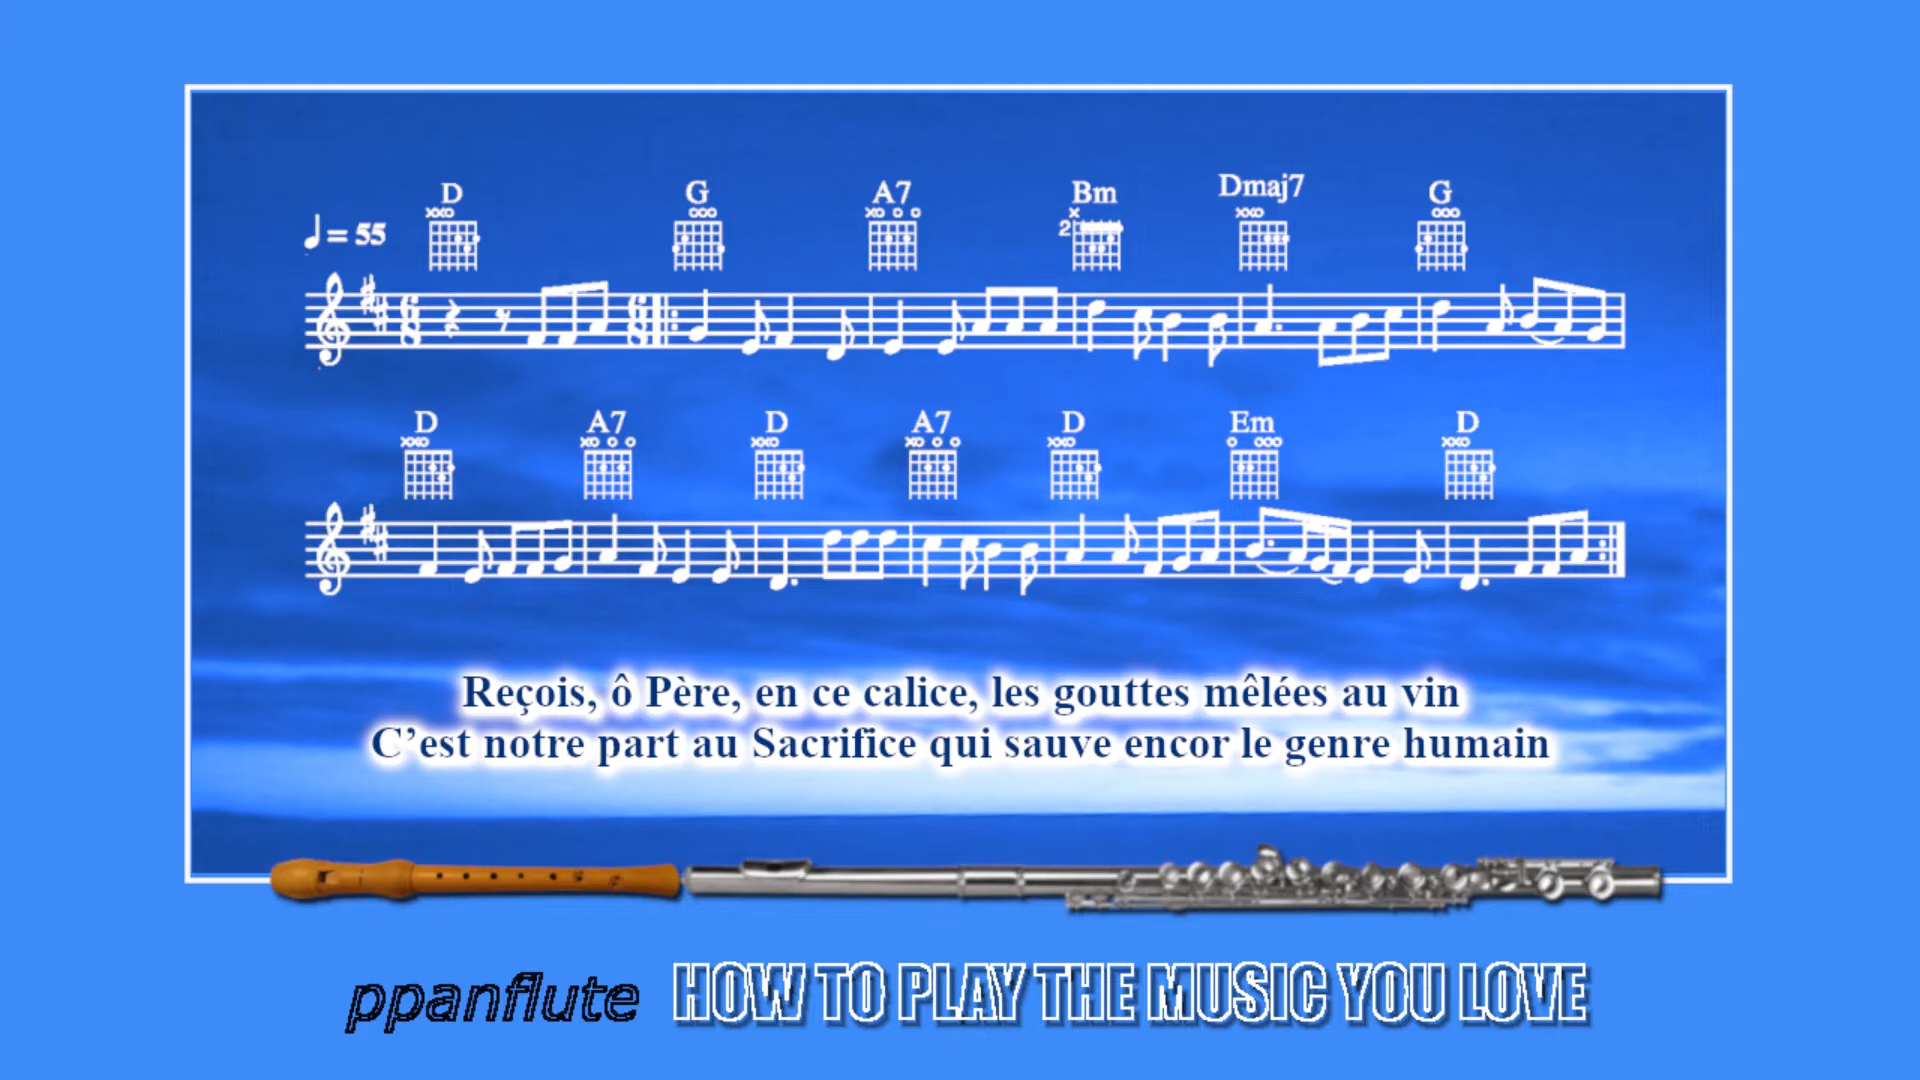 D G A7 Bm Dmaj7 G
= 55
2
D A7 D A7 D Em D
Reçois, ô Père, en ce calice, les gouttes mêlées au vin
C’est notre part au Sacrifice qui sauve encor le genre humain
ppanflute HOW TO PLAY THE MUSIC YOU LOVE